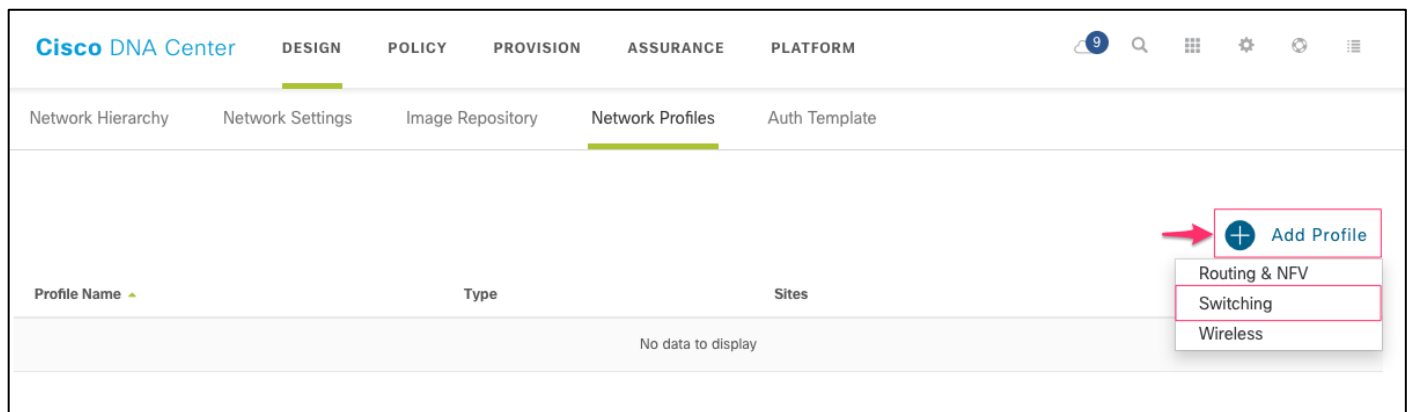 Cisco DNA Center DESIGN POLICY PROVISION ASSURANCE PLATFORM 9
Network Hierarchy Network Settings Image Repository Network Profiles Auth Template
Add Profile
Routing & NFV
Switching
Wireless
Profile Name Type Sites
No data to display